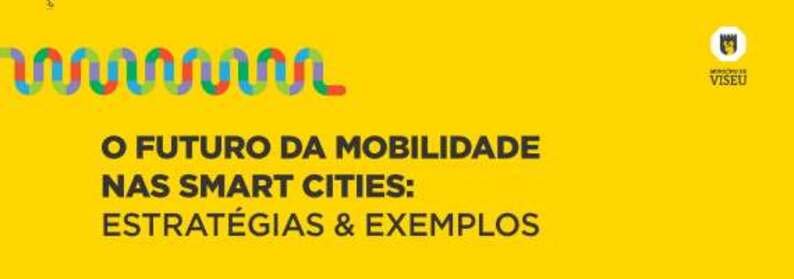 MUNICÍPIO DE
VISEU
O FUTURO DA MOBILIDADE
NAS SMART CITIES:
ESTRATÉGIAS & EXEMPLOS